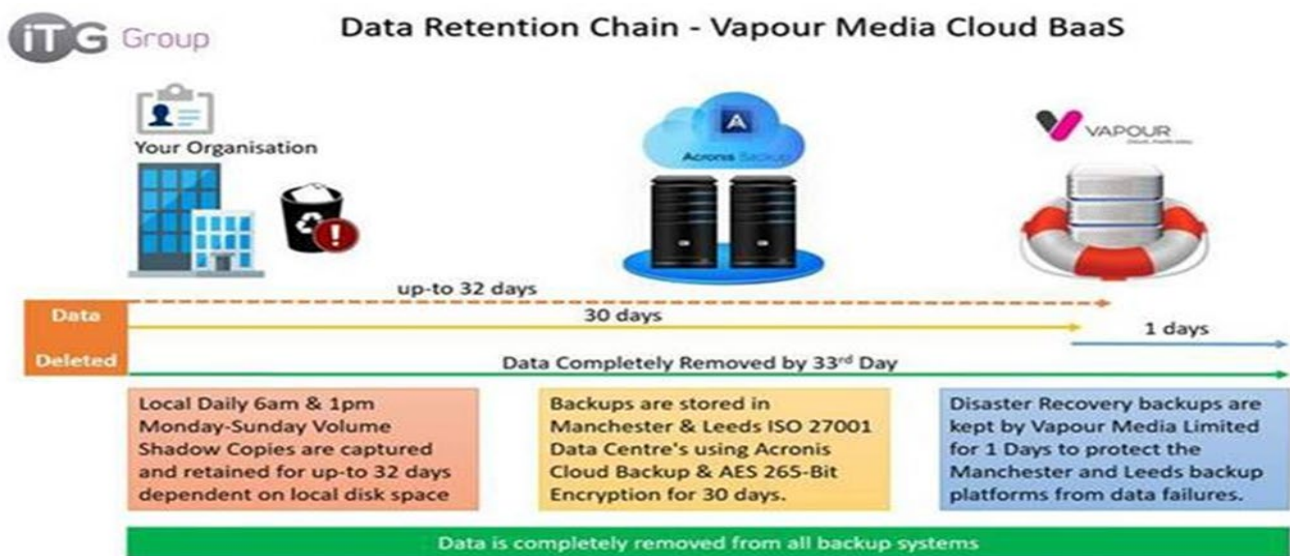 iTG Group
Data Retention Chain - Vapour Media Cloud BaaS
Your Organisation
A
Acronis Backup
VAPOUR
up-to 32 days
Data
Deleted
30 days
1 days
Data Completely Removed by 33rd Day
Local Daily 6am & 1pm
Monday-Sunday Volume
Shadow Copies are captured
and retained for up-to 32 days
dependent on local disk space
Backups are stored in
Manchester & Leeds ISO 27001
Data Centre's using Acronis
Cloud Backup & AES 265-Bit
Encryption for 30 days.
Disaster Recovery backups are
kept by Vapour Media Limited
for 1 Days to protect the
Manchester and Leeds backup
platforms from data failures.
Data is completely removed from all backup systems